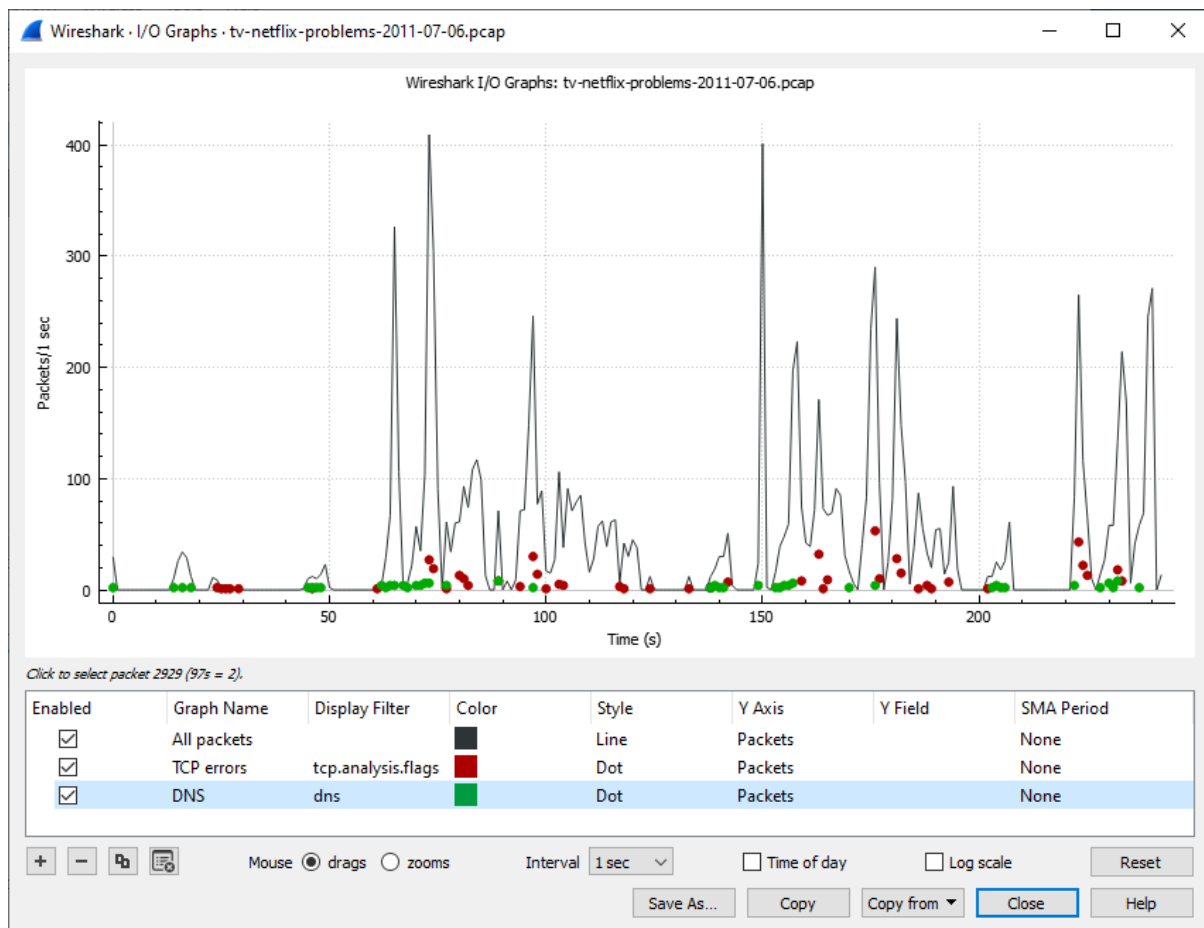 Wireshark · I/O Graphs · tv-netflix-problems-2011-07-06.pcap
Wireshark I/O Graphs: tv-netflix-problems-2011-07-06.pcap
400
300
200
100
0
Packets/1 sec
0 50 100 150 200
Time (s)
Click to select packet 2929 (97s = 2).
Enabled Graph Name Display Filter Color Style Y Axis Y Field SMA Period
All packets Line Packets None
TCP errors tcp.analysis.flags Dot Packets None
DNS dns Dot Packets None
+ − Mouse drags zooms Interval 1 sec Time of day Log scale Reset
Save As... Copy Copy from Close Help